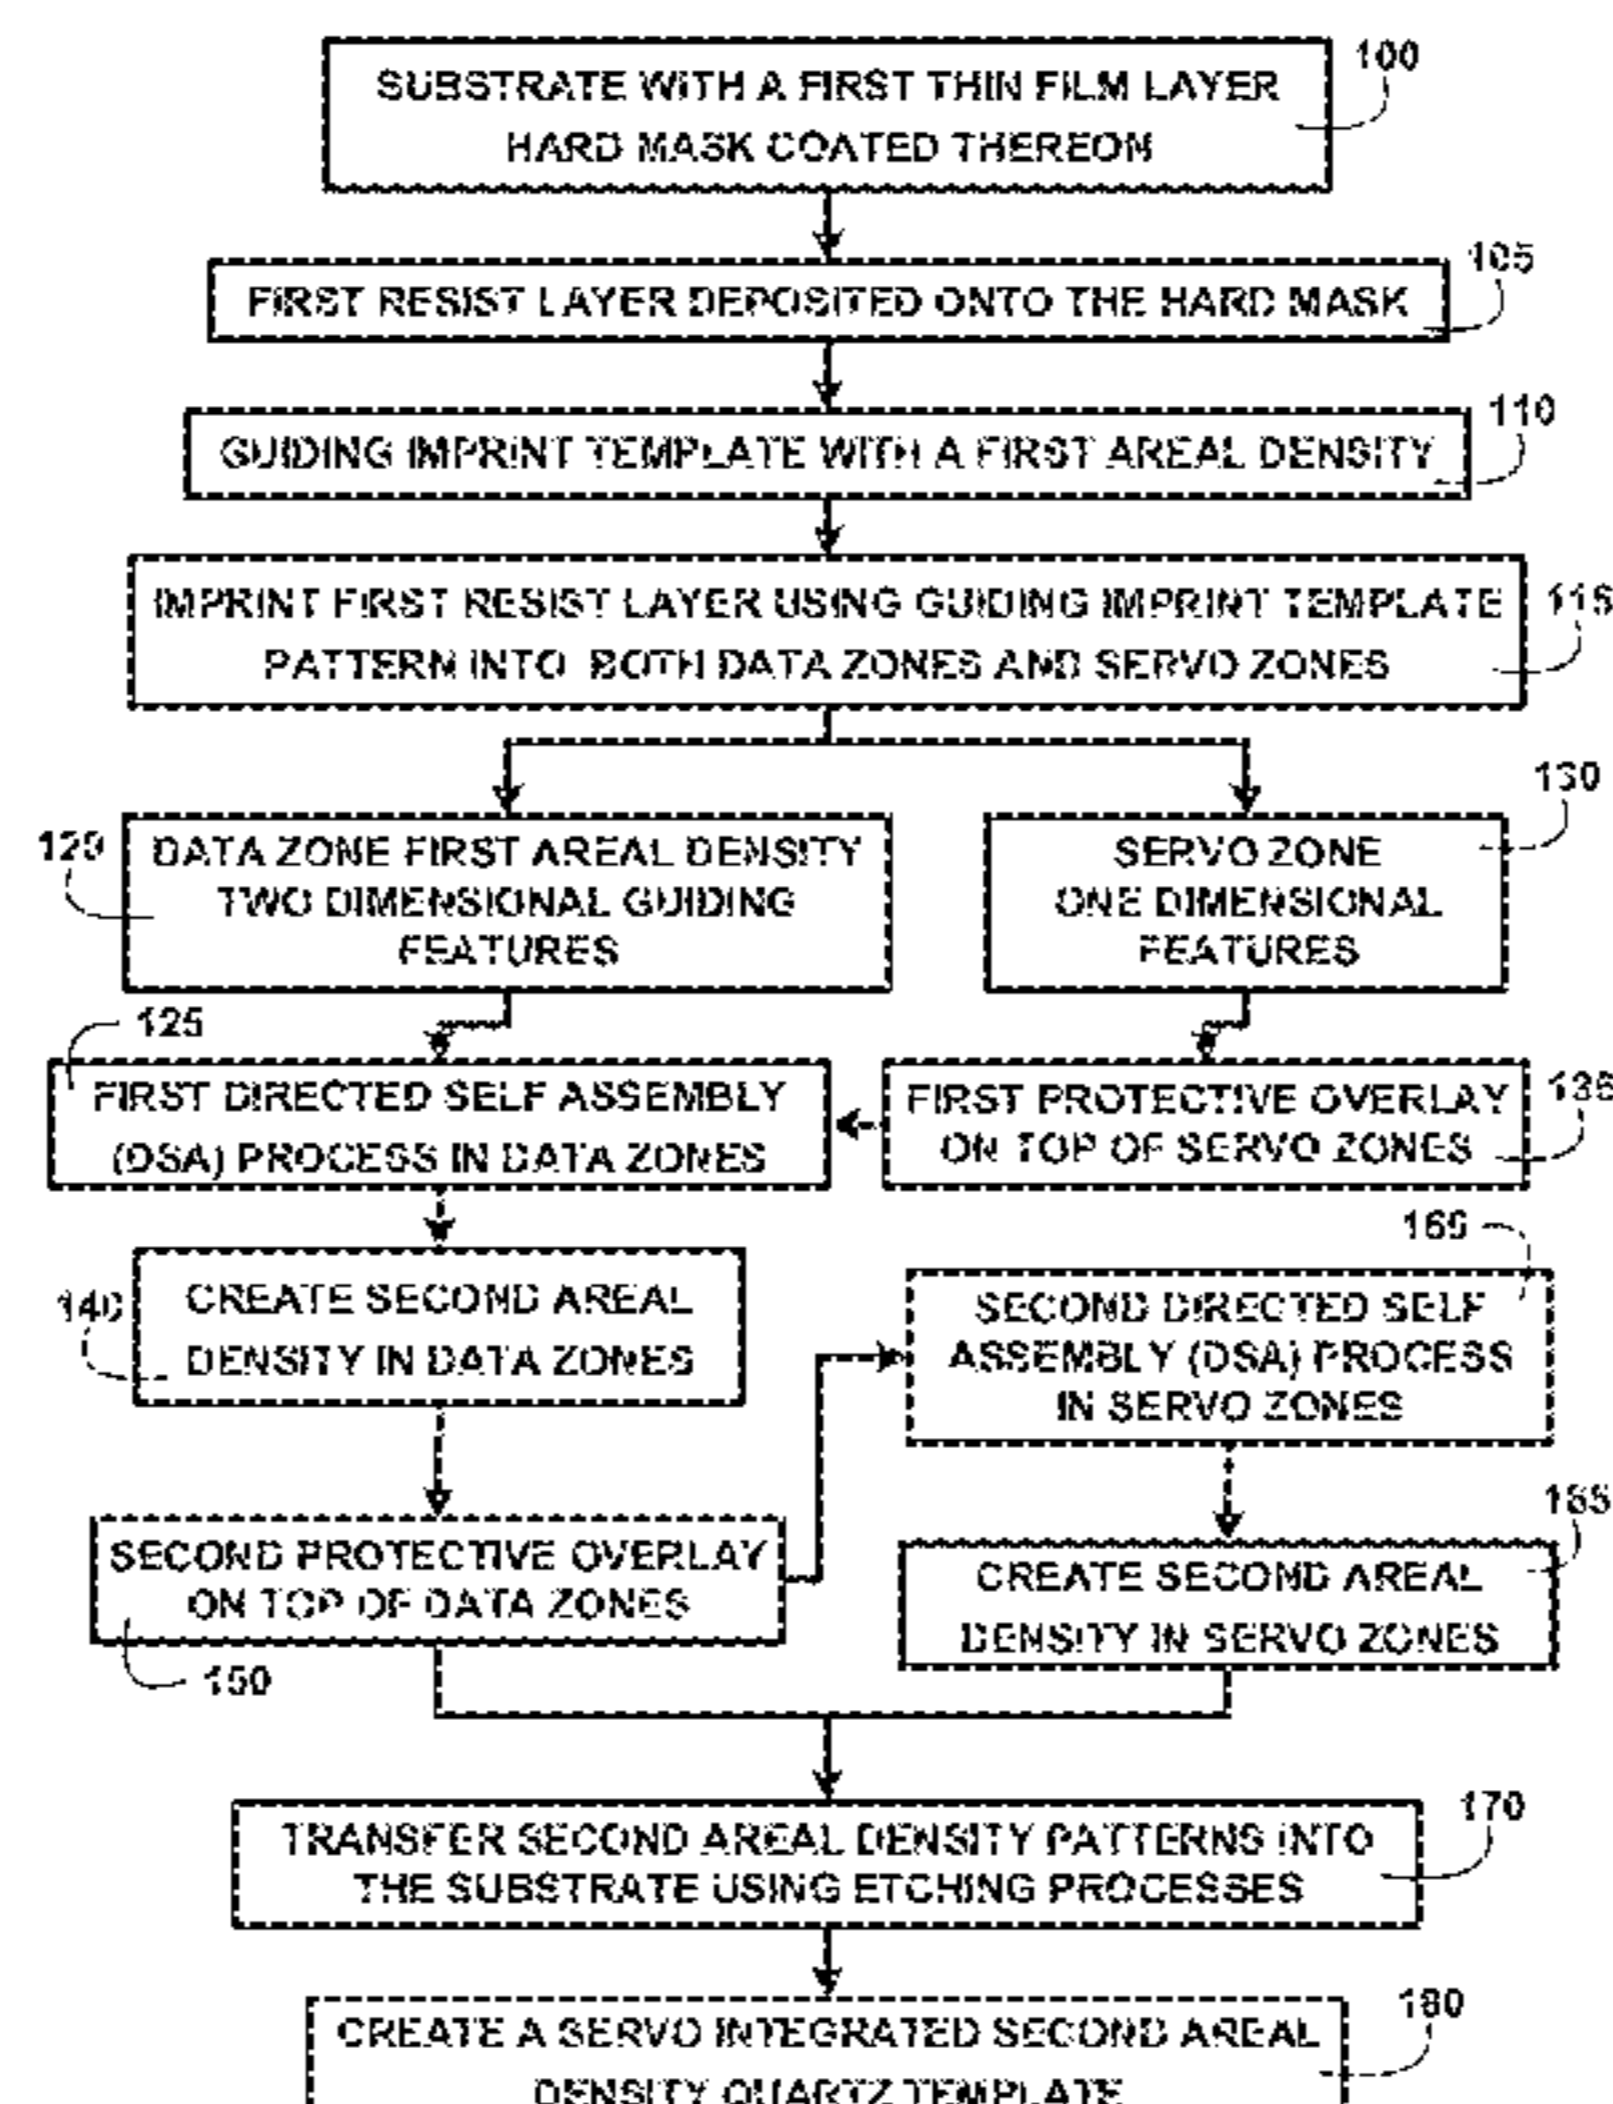 SUBSTRATE WITH A FIRST THIN FILM LAYER
HARD MASK COATED THEREON
100
FIRST RESIST LAYER DEPOSITED ONTO THE HARD MASK
105
GUIDING IMPRINT TEMPLATE WITH A FIRST AREAL DENSITY
110
IMPRINT FIRST RESIST LAYER USING GUIDING IMPRINT TEMPLATE
PATTERN INTO BOTH DATA ZONES AND SERVO ZONES
115
120
DATA ZONE FIRST AREAL DENSITY
TWO DIMENSIONAL GUIDING
FEATURES
130
SERVO ZONE
ONE DIMENSIONAL
FEATURES
125
FIRST DIRECTED SELF ASSEMBLY
(DSA) PROCESS IN DATA ZONES
FIRST PROTECTIVE OVERLAY
ON TOP OF SERVO ZONES
135
140
CREATE SECOND AREAL
DENSITY IN DATA ZONES
SECOND DIRECTED SELF
ASSEMBLY (DSA) PROCESS
IN SERVO ZONES
SECOND PROTECTIVE OVERLAY
ON TOP OF DATA ZONES
150
CREATE SECOND AREAL
DENSITY IN SERVO ZONES
TRANSFER SECOND AREAL DENSITY PATTERNS INTO
THE SUBSTRATE USING ETCHING PROCESSES
170
CREATE A SERVO INTEGRATED SECOND AREAL
DENSITY QUARTZ TEMPLATE
180